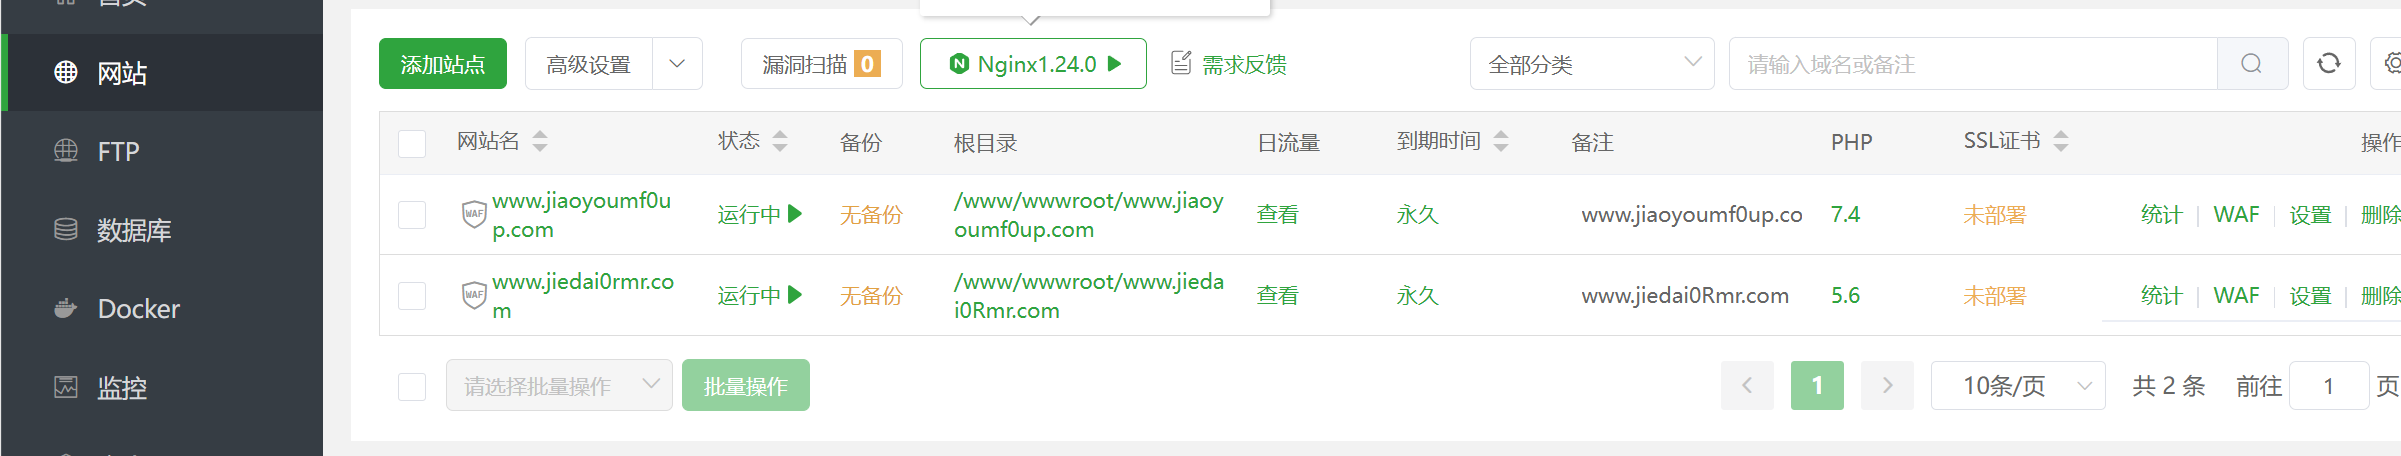 网站
添加站点 高级设置 漏洞扫描 0 Nginx1.24.0 需求反馈 全部分类 请输入域名或备注
FTP
数据库
Docker
监控
网站名 状态 备份 根目录 日流量 到期时间 备注 PHP SSL证书 操作
WAF www.jiaoyoumf0u 运行中 无备份 /www/wwwroot/www.jiaoy 查看 永久 www.jiaoyoumf0up.co 7.4 未部署 统计 WAF 设置 删除
p.com oumf0up.com
WAF www.jiedai0rmr.co 运行中 无备份 /www/wwwroot/www.jieda 查看 永久 www.jiedai0Rmr.com 5.6 未部署 统计 WAF 设置 删除
m i0Rmr.com
请选择批量操作 批量操作 1 10条/页 共 2 条 前往 1 页